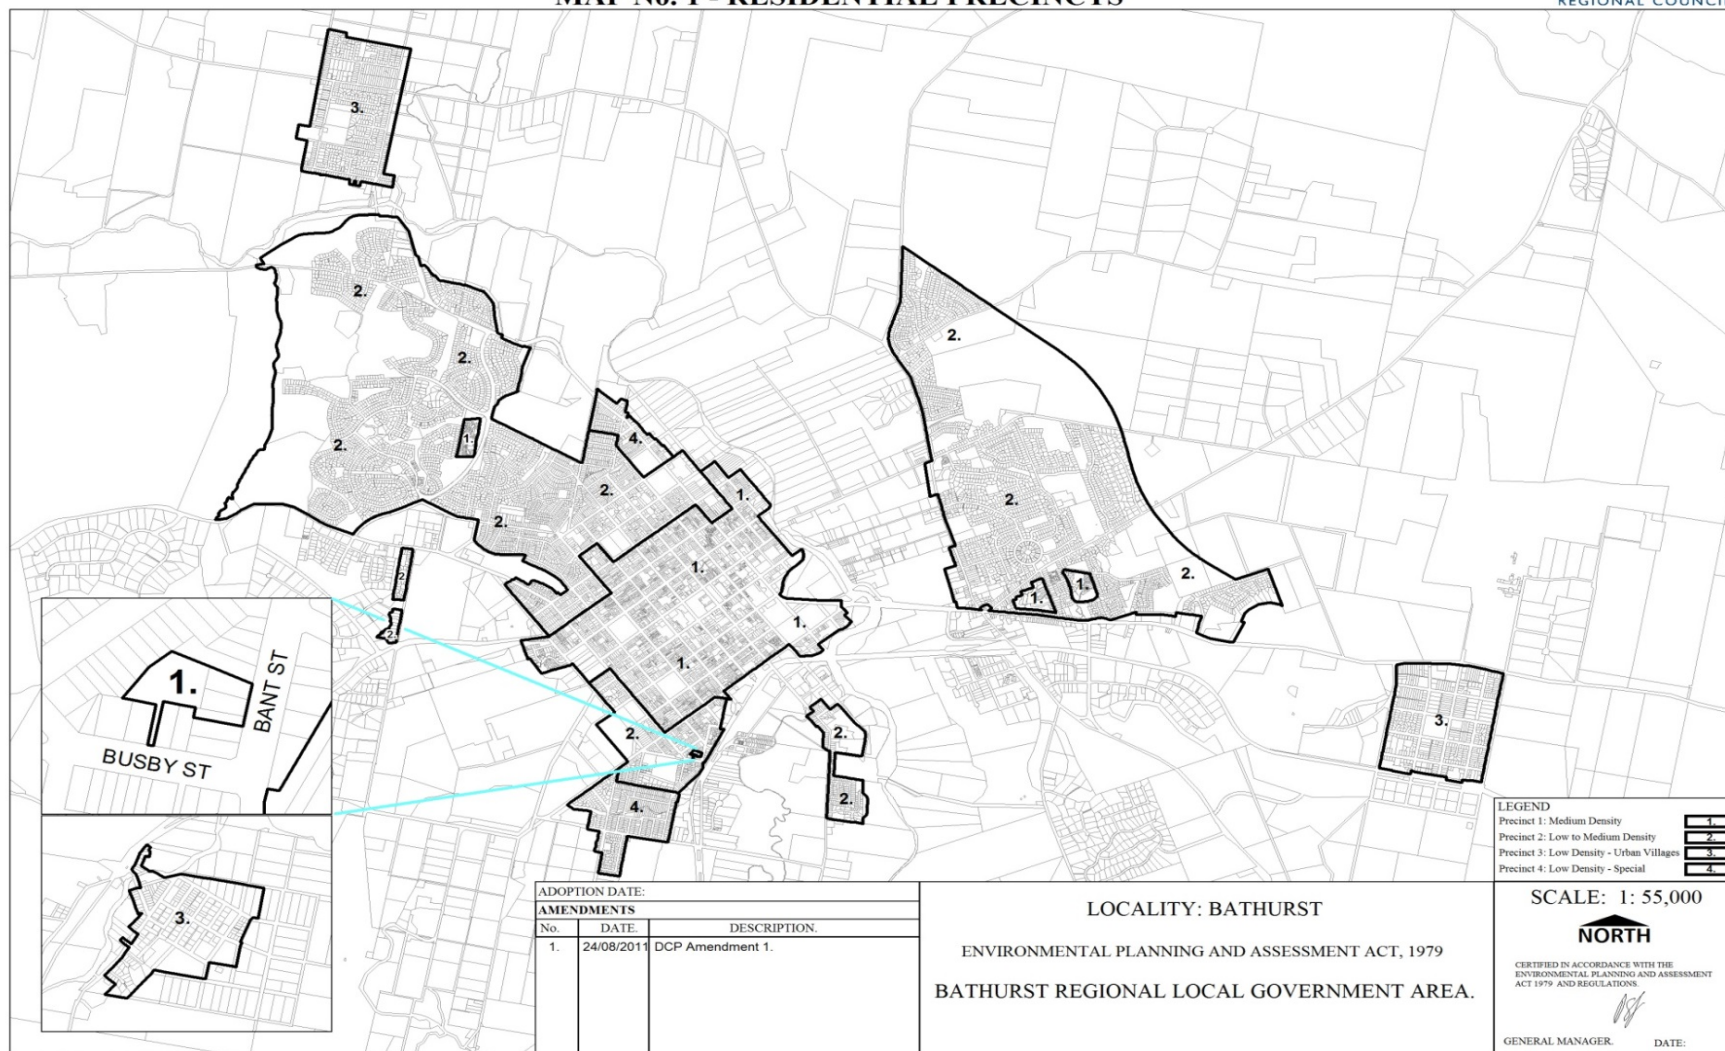 MAP No. 1 - RESIDENTIAL PRECINCTS
REGIONAL COUNCIL
3.
2.
2.
2.
2.
1.
4.
2.
1.
2.
2.
1.
2.
1.
1.
2.
2.
1.
1.
2.
1.
BANT ST
BUSBY ST
2.
2.
3.
4.
2.
3.
LEGEND
Precinct 1: Medium Density 1.
Precinct 2: Low to Medium Density 2.
Precinct 3: Low Density - Urban Villages 3.
Precinct 4: Low Density - Special 4.
ADOPTION DATE:
AMENDMENTS
No. DATE. DESCRIPTION.
1. 24/08/2011 DCP Amendment 1.
LOCALITY: BATHURST
ENVIRONMENTAL PLANNING AND ASSESSMENT ACT, 1979
BATHURST REGIONAL LOCAL GOVERNMENT AREA.
SCALE: 1: 55,000
NORTH
CERTIFIED IN ACCORDANCE WITH THE
ENVIRONMENTAL PLANNING AND ASSESSMENT
ACT 1979 AND REGULATIONS.
GENERAL MANAGER. DATE: